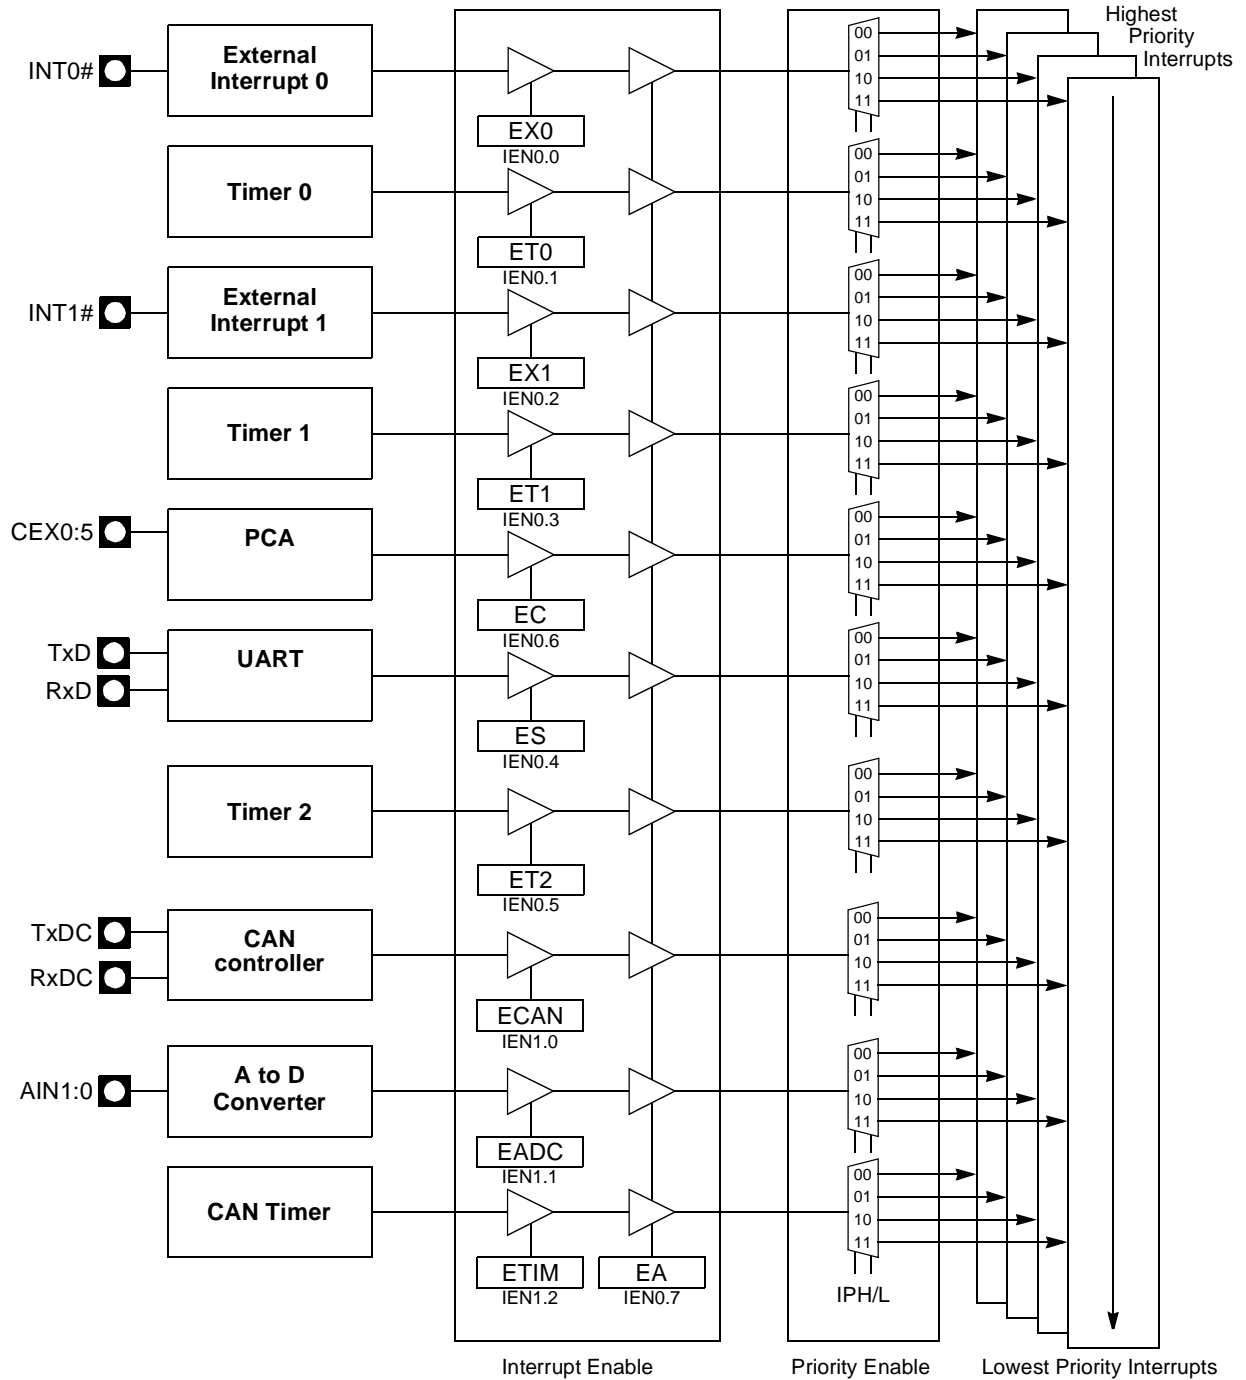 Highest
Priority
Interrupts
INT0#
External
Interrupt 0
EX0
IEN0.0
00
01
10
11
Timer 0
ET0
IEN0.1
00
01
10
11
INT1#
External
Interrupt 1
EX1
IEN0.2
00
01
10
11
Timer 1
ET1
IEN0.3
00
01
10
11
CEX0:5
PCA
EC
IEN0.6
00
01
10
11
TxD
RxD
UART
ES
IEN0.4
00
01
10
11
Timer 2
ET2
IEN0.5
00
01
10
11
TxDC
RxDC
CAN
controller
ECAN
IEN1.0
00
01
10
11
AIN1:0
A to D
Converter
EADC
IEN1.1
00
01
10
11
CAN Timer
ETIM
IEN1.2
EA
IEN0.7
00
01
10
11
IPH/L
Interrupt Enable
Priority Enable
Lowest Priority Interrupts